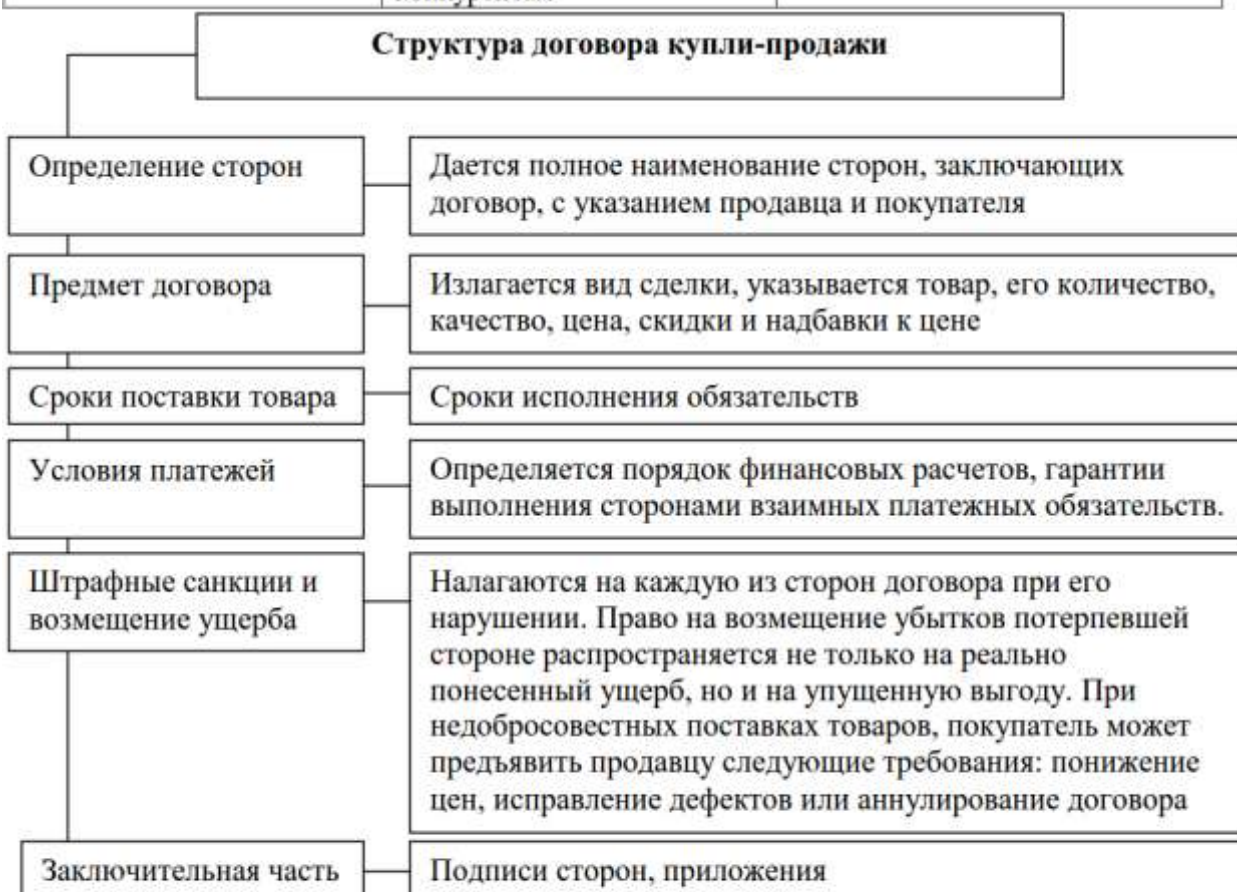 Структура договора купли-продажи
Определение сторон
Дается полное наименование сторон, заключающих
договор, с указанием продавца и покупателя
Предмет договора
Излагается вид сделки, указывается товар, его количество,
качество, цена, скидки и надбавки к цене
Сроки поставки товара
Сроки исполнения обязательств
Условия платежей
Определяется порядок финансовых расчетов, гарантии
выполнения сторонами взаимных платежных обязательств.
Штрафные санкции и
возмещение ущерба
Налагаются на каждую из сторон договора при его
нарушении. Право на возмещение убытков потерпевшей
стороне распространяется не только на реально
понесенный ущерб, но и на упущенную выгоду. При
недобросовестных поставках товаров, покупатель может
предъявить продавцу следующие требования: понижение
цен, исправление дефектов или аннулирование договора
Заключительная часть
Подписи сторон, приложения